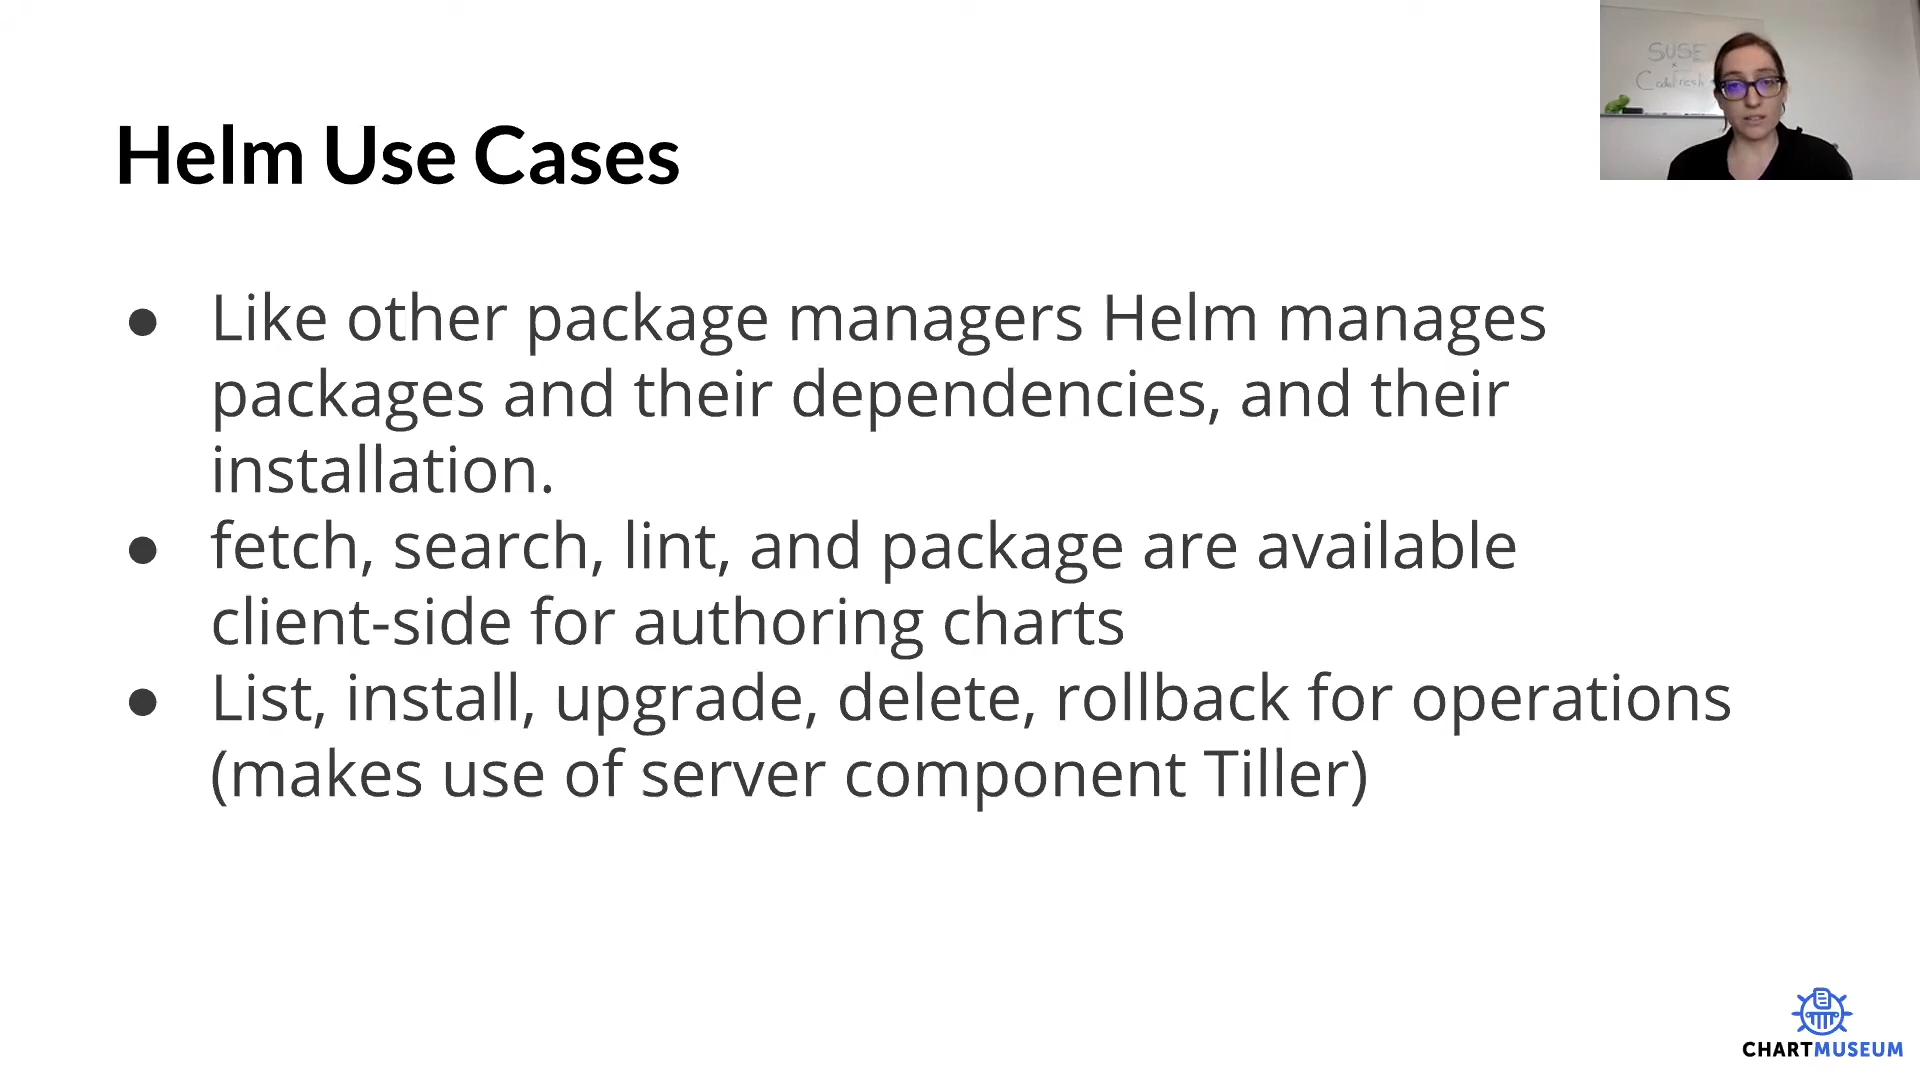 SUSE
x
Codefresh
Helm Use Cases
● Like other package managers Helm manages
packages and their dependencies, and their
installation.
● fetch, search, lint, and package are available
client-side for authoring charts
● List, install, upgrade, delete, rollback for operations
(makes use of server component Tiller)
CHARTMUSEUM